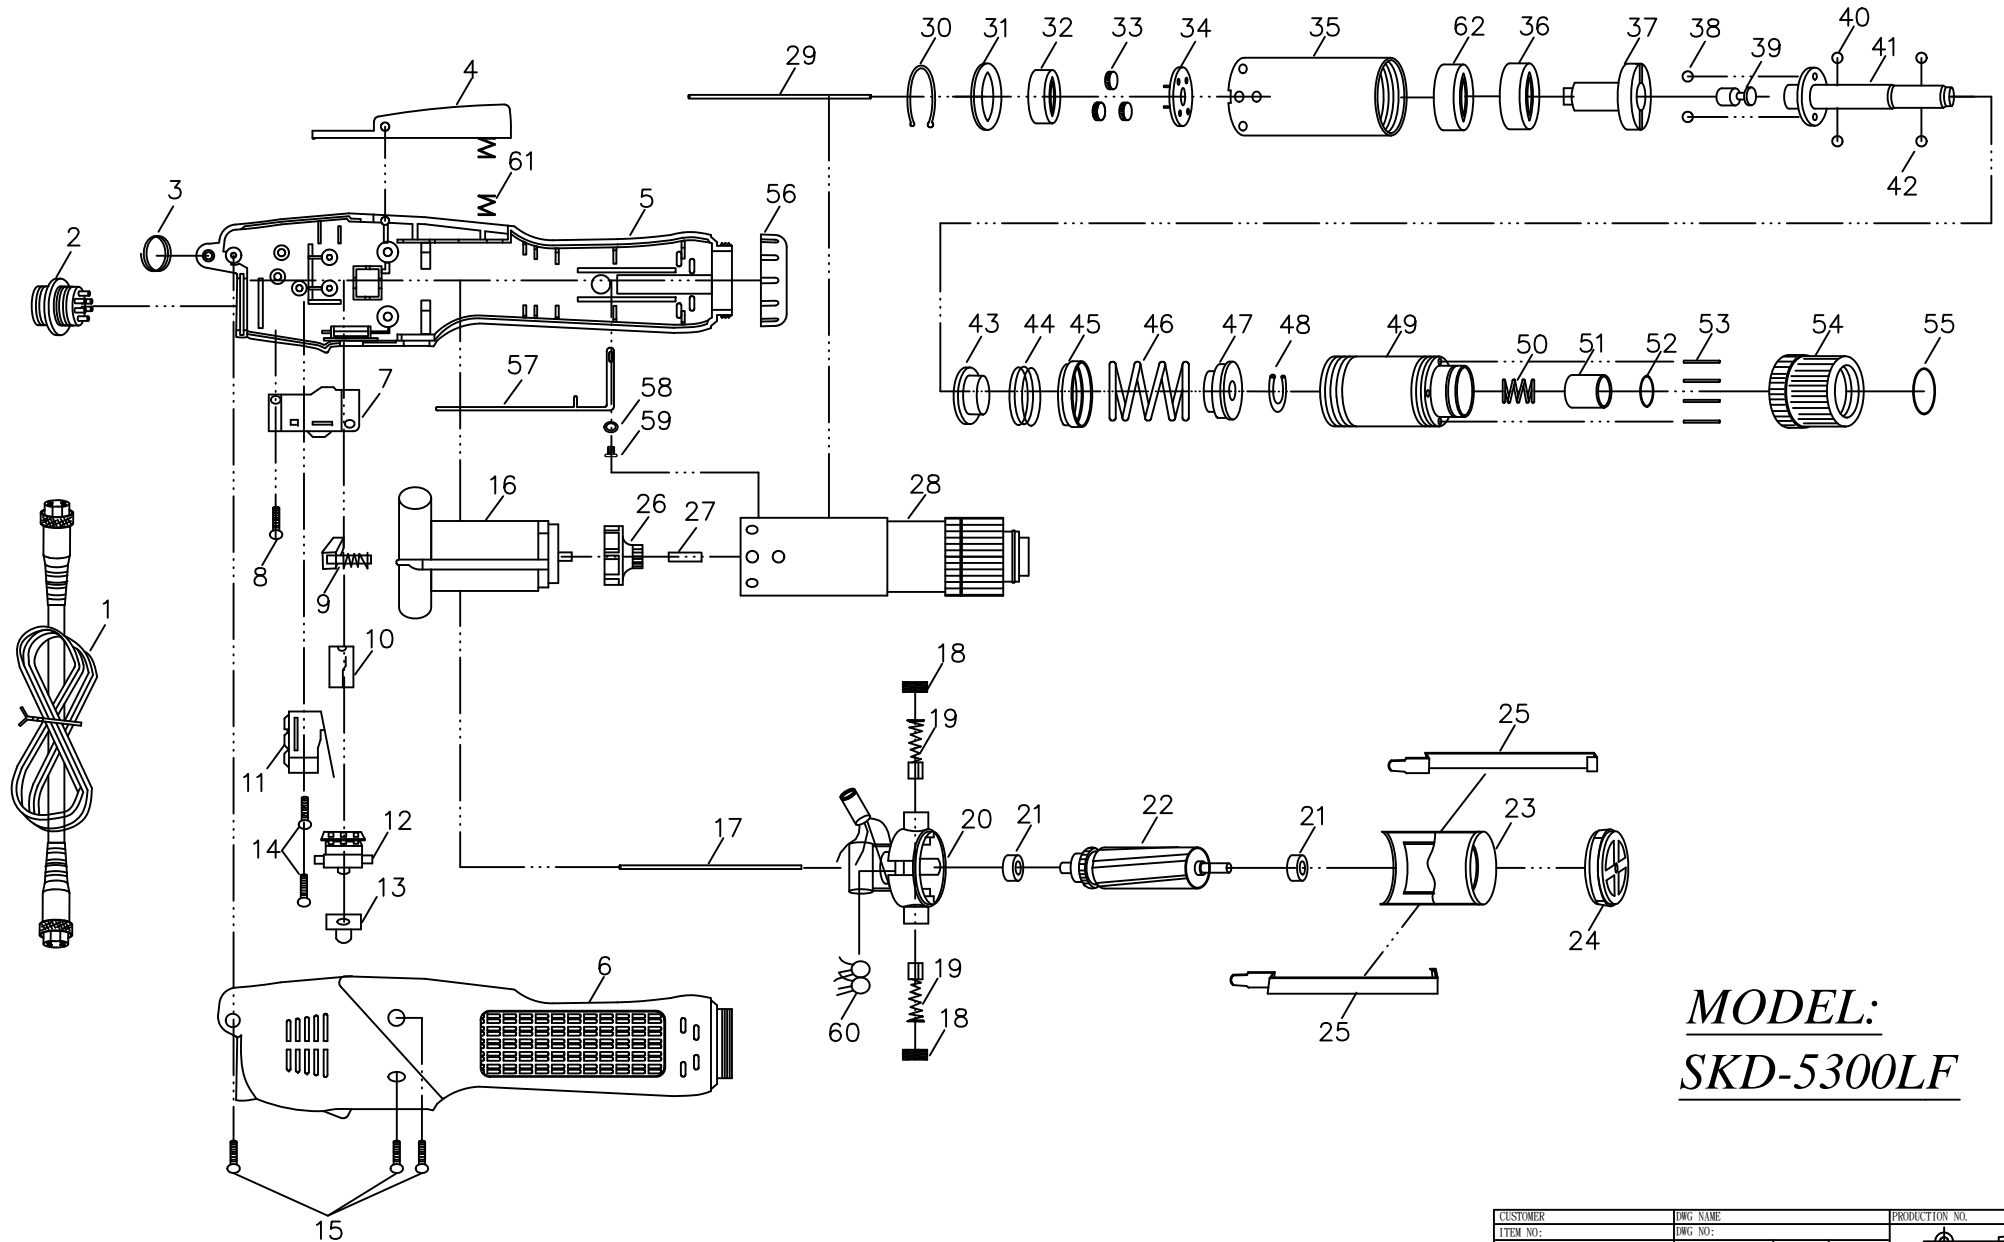 30 31 32 33 34 35 62 36 37 38 39 40 41
29
4
42
61
3 5 56
2
43 44 45 46 47 48 49 50 51 52 53 54 55
57 7
58
59
16 28
26 27
8
9
1
10
18
19
25
11
12
14
17 20 21 22 21 23
13
24
6 19
60 18 25
MODEL:
SKD-5300LF
15
CUSTOMER DWG NAME PRODUCTION NO.
ITEM NO: DWG NO: